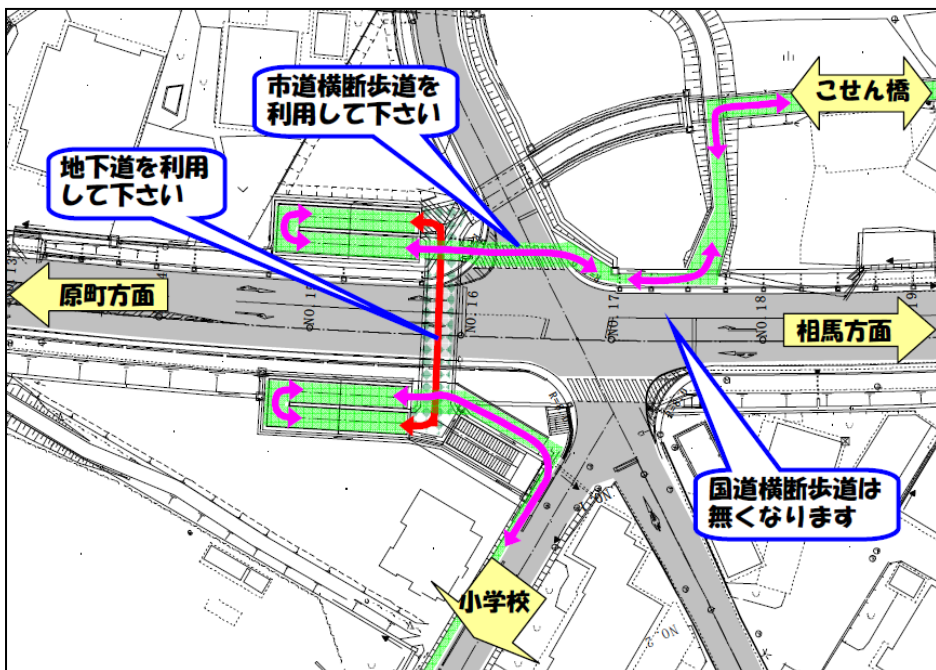 市道横断歩道を
利用して下さい
こせん橋
地下道を利用
して下さい
原町方面
NO.16
NO.17
NO.18
相馬方面
国道横断歩道は
無くなります
小学校